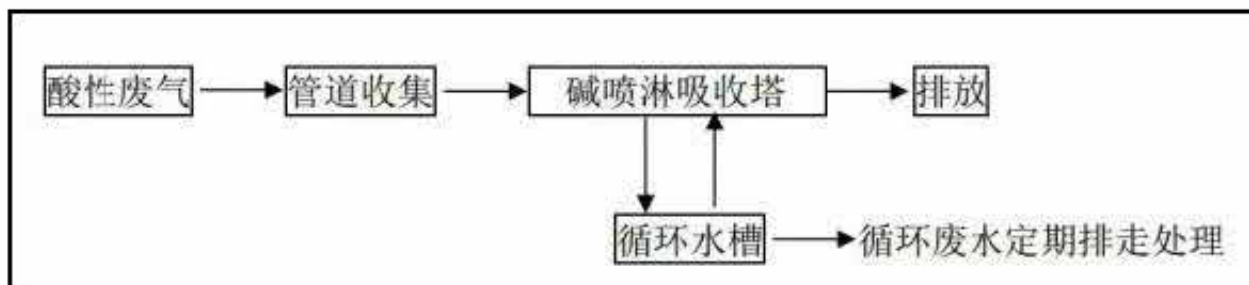 酸性废气
管道收集
碱喷淋吸收塔
排放
循环水槽
循环废水定期排走处理